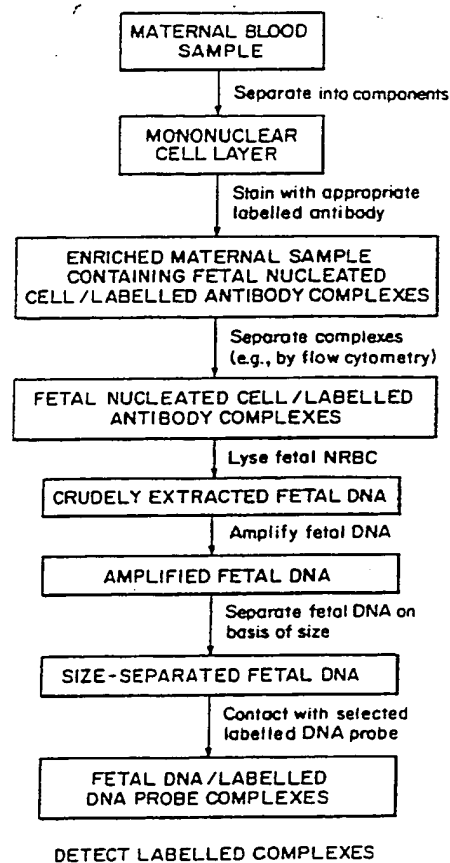 MATERNAL BLOOD
SAMPLE
Separate into components
MONONUCLEAR
CELL LAYER
Stain with appropriate
labelled antibody
ENRICHED MATERNAL SAMPLE
CONTAINING FETAL NUCLEATED
CELL/LABELLED ANTIBODY COMPLEXES
Separate complexes
(e.g., by flow cytometry)
FETAL NUCLEATED CELL/LABELLED
ANTIBODY COMPLEXES
Lyse fetal NRBC
CRUDELY EXTRACTED FETAL DNA
Amplify fetal DNA
AMPLIFIED FETAL DNA
Separate fetal DNA on
basis of size
SIZE-SEPARATED FETAL DNA
Contact with selected
labelled DNA probe
FETAL DNA/LABELLED
DNA PROBE COMPLEXES
DETECT LABELLED COMPLEXES